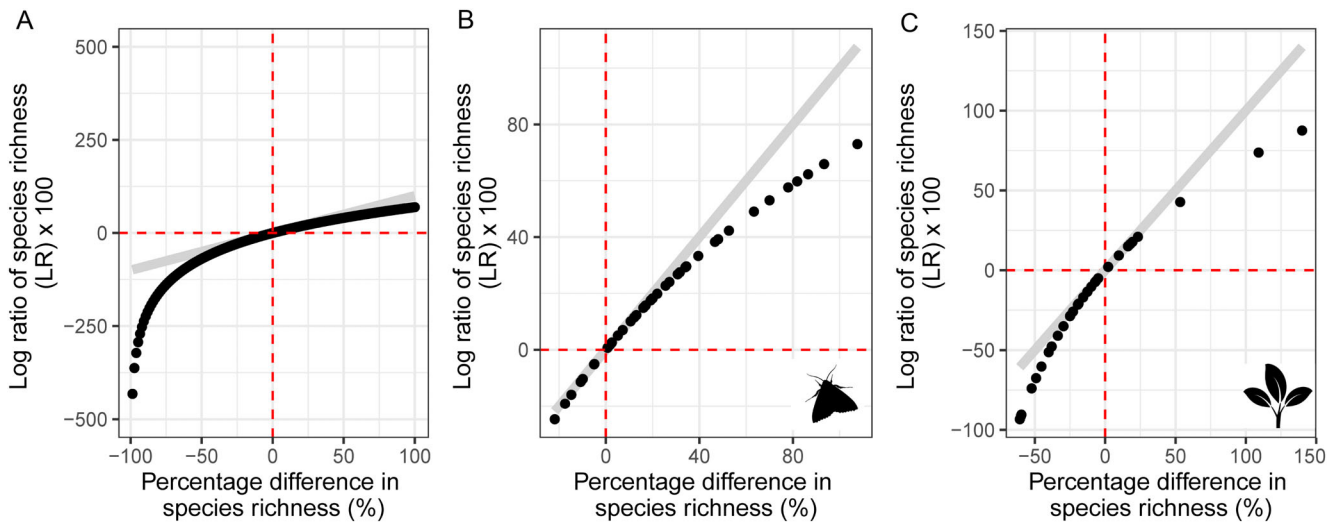 A
Log ratio of species richness
(LR) x 100
500
250
0
−250
−500
−100
−50
0
50
100
Percentage difference in
species richness (%)
B
Log ratio of species richness
(LR) x 100
80
40
0
0
40
80
Percentage difference in
species richness (%)
C
Log ratio of species richness
(LR) x 100
150
100
50
0
−50
−100
−50
0
50
100
150
Percentage difference in
species richness (%)